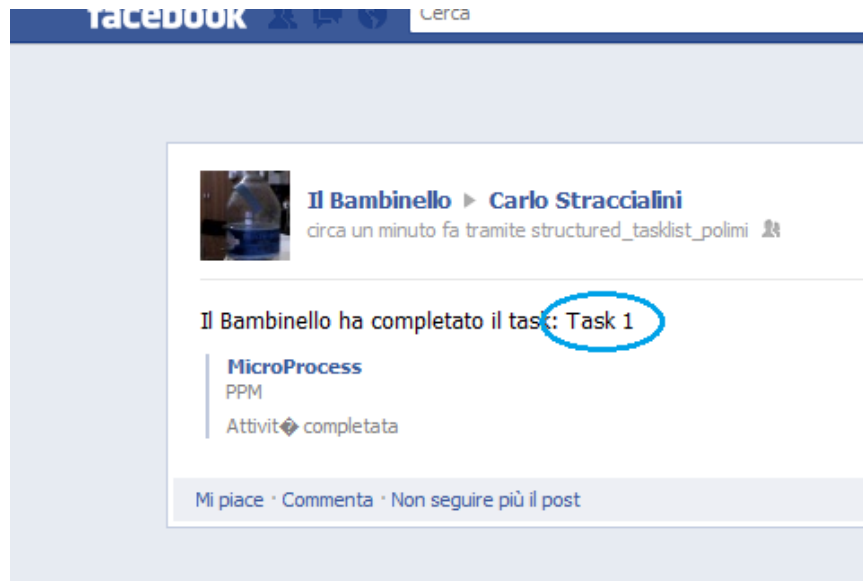 facebook
Cerca
Il Bambinello ▶ Carlo Straccialini
circa un minuto fa tramite structured_tasklist_polimi
Il Bambinello ha completato il task: Task 1
MicroProcess
PPM
Attivit� completata
Mi piace · Commenta · Non seguire più il post